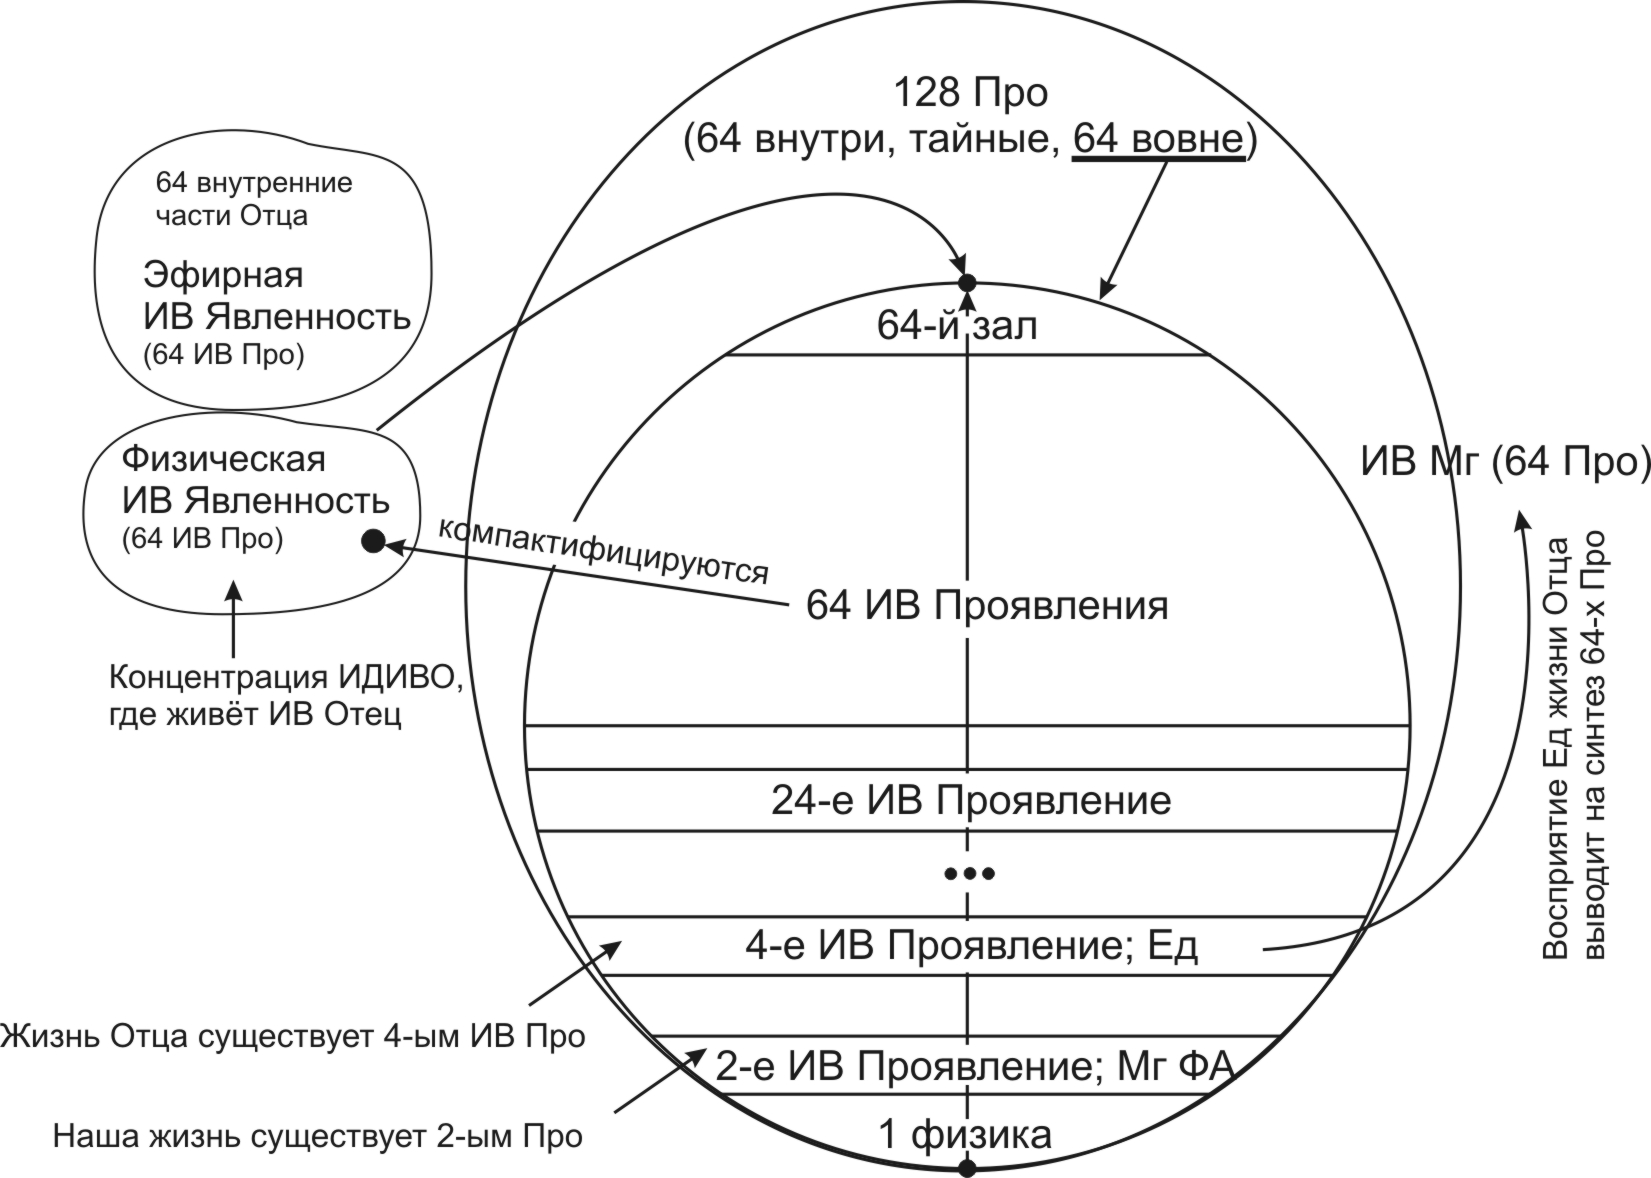 128 Про
(64 внутри, тайные, 64 вовне)
64 внутренние
части Отца
Эфирная
ИВ Явленность
(64 ИВ Про)
64-й зал
Физическая
ИВ Явленность
(64 ИВ Про)
ИВ Мг (64 Про)
компактифицируются
64 ИВ Проявления
Концентрация ИДИВО,
где живёт ИВ Отец
Восприятие Ед жизни Отца
выводит на синтез 64-х Про
24-е ИВ Проявление
...
4-е ИВ Проявление; Ед
Жизнь Отца существует 4-ым ИВ Про
2-е ИВ Проявление; Мг ФА
Наша жизнь существует 2-ым Про
1 физика